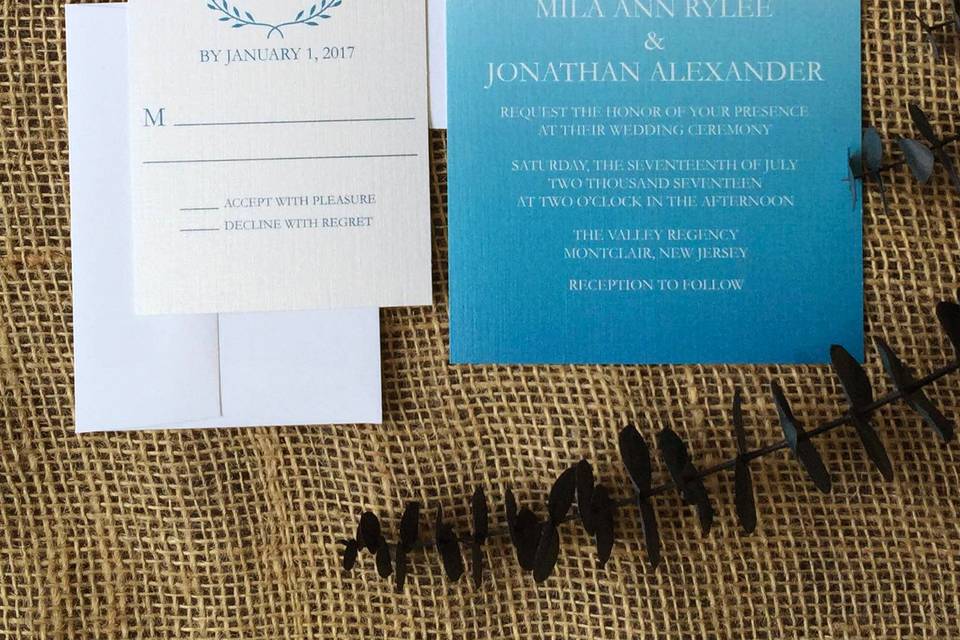 BY JANUARY 1, 2017
M
ACCEPT WITH PLEASURE
DECLINE WITH REGRET
MILA ANN RYLEE
&
JONATHAN ALEXANDER
REQUEST THE HONOR OF YOUR PRESENCE
AT THEIR WEDDING CEREMONY
SATURDAY, THE SEVENTEENTH OF JULY
TWO THOUSAND SEVENTEEN
AT TWO O'CLOCK IN THE AFTERNOON
THE VALLEY REGENCY
MONTCLAIR, NEW JERSEY
RECEPTION TO FOLLOW